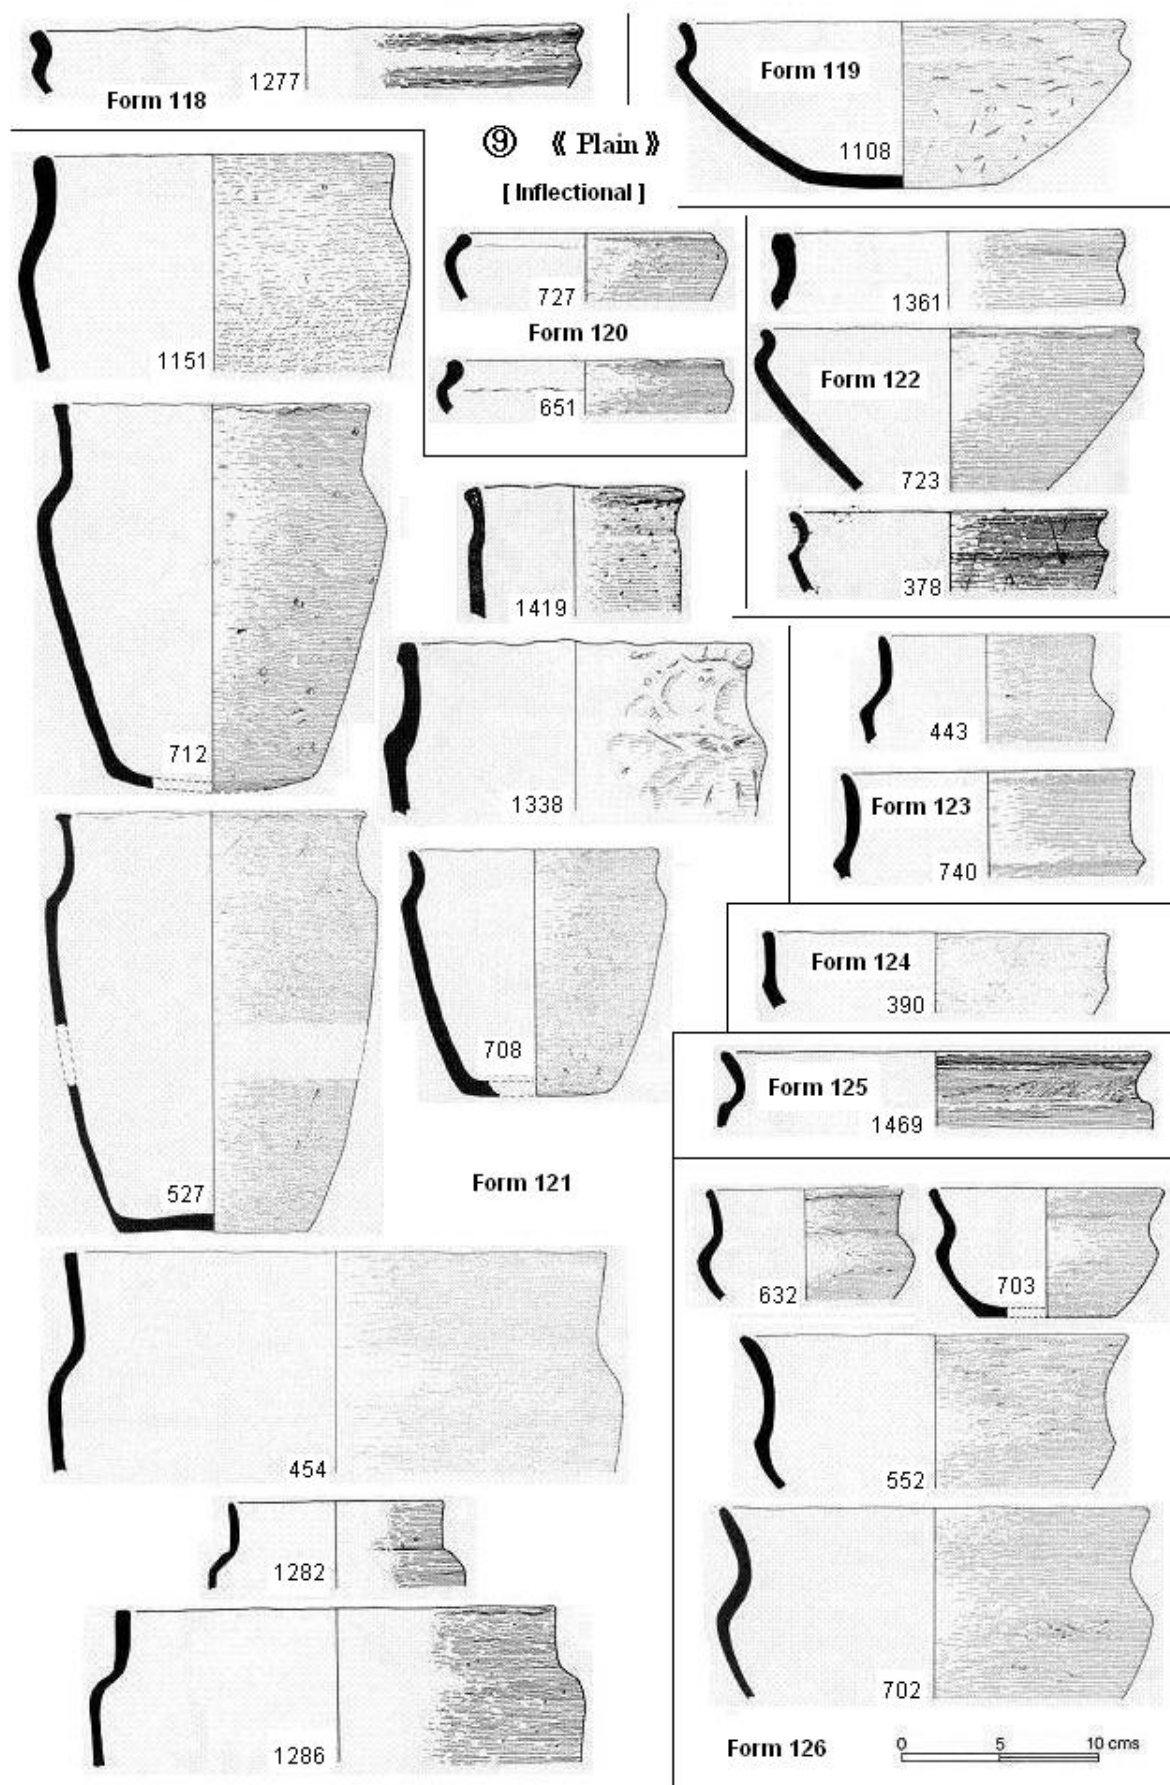 1277
Form 118
Form 119
1108
⑨ 《 Plain 》
[ Inflectional ]
1151
727
Form 120
651
1361
Form 122
723
378
712
1419
1338
443
Form 123
740
527
708
Form 121
Form 124
390
Form 125
1469
454
632
703
552
1282
702
1286
Form 126
0 5 10 cms